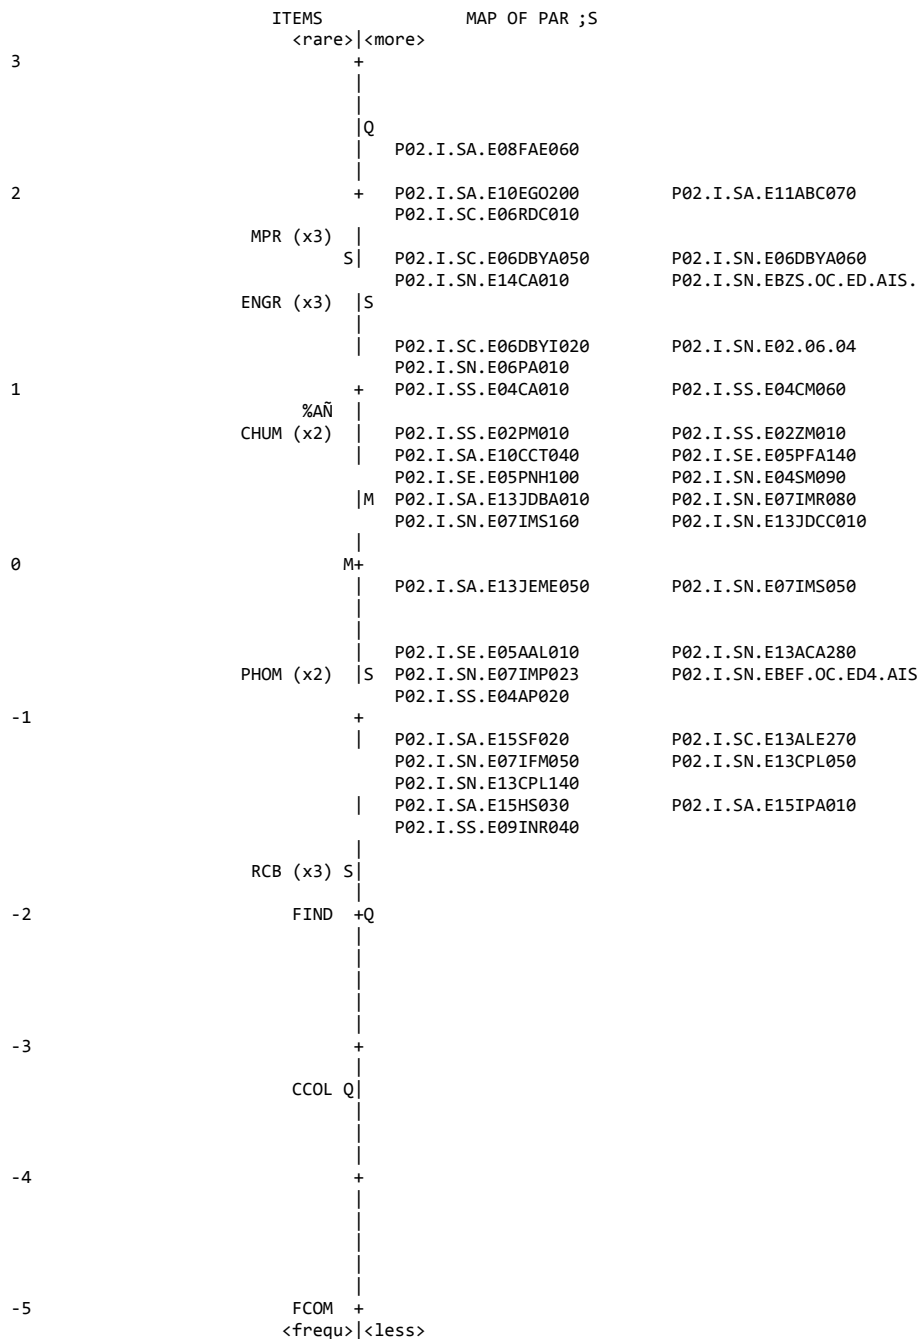 ITEMS MAP OF PAR ;S
<rare>|<more>
3 +
|
|
|Q
| P02.I.SA.E08FAE060
|
2 + P02.I.SA.E10EGO200 P02.I.SA.E11ABC070
P02.I.SC.E06RDC010
MPR (x3) |
S| P02.I.SC.E06DBYA050 P02.I.SN.E06DBYA060
P02.I.SN.E14CA010 P02.I.SN.EBZS.OC.ED.AIS.
ENGR (x3) |S
|
| P02.I.SC.E06DBYI020 P02.I.SN.E02.06.04
P02.I.SN.E06PA010
1 + P02.I.SS.E04CA010 P02.I.SS.E04CM060
%AÑ |
CHUM (x2) | P02.I.SS.E02PM010 P02.I.SS.E02ZM010
| P02.I.SA.E10CCT040 P02.I.SE.E05PFA140
P02.I.SE.E05PNH100 P02.I.SN.E04SM090
|M P02.I.SA.E13JDBA010 P02.I.SN.E07IMR080
P02.I.SN.E07IMS160 P02.I.SN.E13JDCC010
|
0 M+
| P02.I.SA.E13JEME050 P02.I.SN.E07IMS050
|
|
| P02.I.SE.E05AAL010 P02.I.SN.E13ACA280
PHOM (x2) |S P02.I.SN.E07IMP023 P02.I.SN.EBEF.OC.ED4.AIS
P02.I.SS.E04AP020
-1 +
| P02.I.SA.E15SF020 P02.I.SC.E13ALE270
P02.I.SN.E07IFM050 P02.I.SN.E13CPL050
P02.I.SN.E13CPL140
| P02.I.SA.E15HS030 P02.I.SA.E15IPA010
P02.I.SS.E09INR040
|
RCB (x3) S|
|
-2 FIND +Q
|
|
|
|
|
-3 +
|
CCOL Q|
|
|
|
-4 +
|
|
|
|
|
-5 FCOM +
<frequ>|<less>